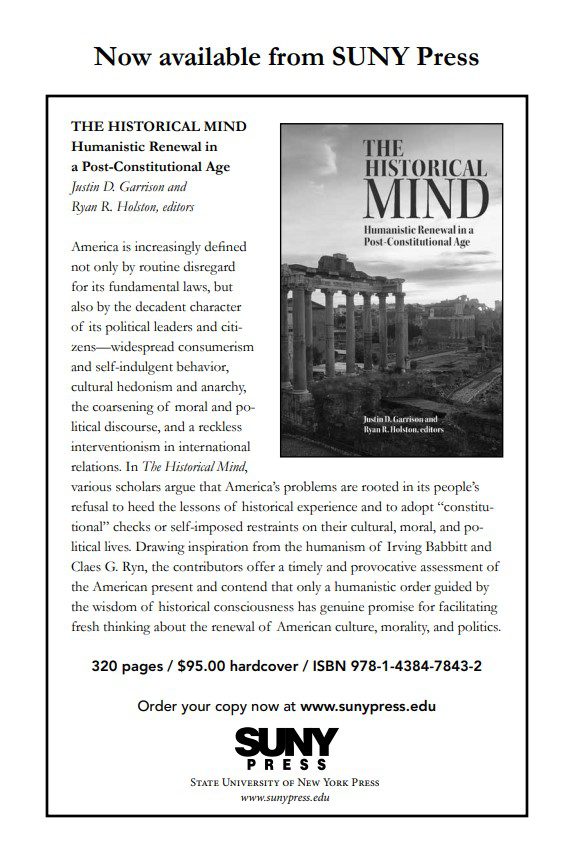 Now available from SUNY Press
THE HISTORICAL MIND
Humanistic Renewal in
a Post-Constitutional Age
Justin D. Garrison and
Ryan R. Holston, editors
America is increasingly defined
not only by routine disregard
for its fundamental laws, but
also by the decadent character
of its political leaders and citi-
zens—widespread consumerism
and self-indulgent behavior,
cultural hedonism and anarchy,
the coarsening of moral and po-
litical discourse, and a reckless
interventionism in international
relations. In The Historical Mind,
various scholars argue that America's problems are rooted in its people's
refusal to heed the lessons of historical experience and to adopt “constitu-
tional” checks or self-imposed restraints on their cultural, moral, and po-
litical lives. Drawing inspiration from the humanism of Irving Babbitt and
Claes G. Ryn, the contributors offer a timely and provocative assessment of
the American present and contend that only a humanistic order guided by
the wisdom of historical consciousness has genuine promise for facilitating
fresh thinking about the renewal of American culture, morality, and politics.
THE
HISTORICAL
MIND
Humanistic Renewal in a
Post-Constitutional Age
Justin D. Garrison and
Ryan R. Holston, editors
320 pages / $95.00 hardcover / ISBN 978-1-4384-7843-2
Order your copy now at www.sunypress.edu
SUNY
PRESS
STATE UNIVERSITY OF NEW YORK PRESS
www.sunypress.edu